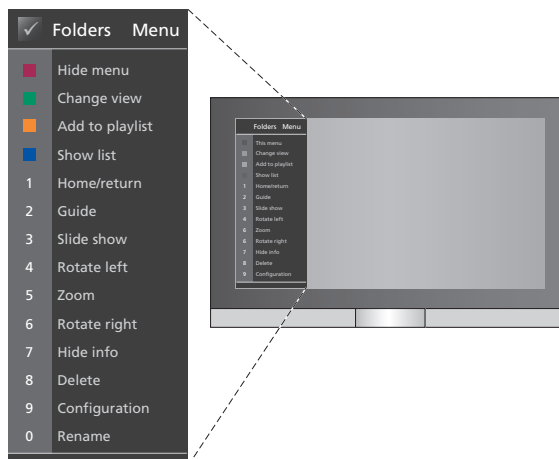 Folders Menu
Hide menu
Change view
Add to playlist
Show list
1 Home/return
2 Guide
3 Slide show
4 Rotate left
5 Zoom
6 Rotate right
7 Hide info
8 Delete
9 Configuration
0 Rename
Folders Menu
This menu
Change view
Add to playlist
Show list
1 Home/return
2 Guide
3 Slide show
4 Rotate left
6 Zoom
6 Rotate right
7 Hide info
8 Delete
9 Configuration